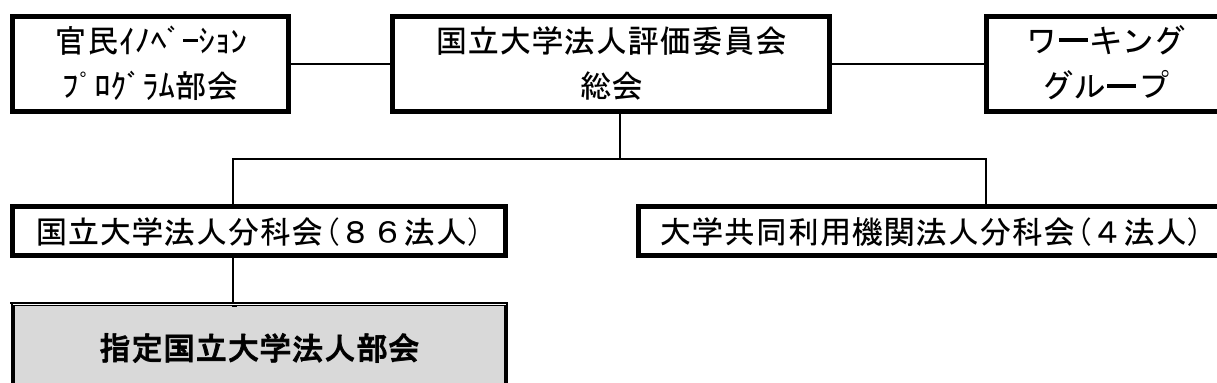 官民ｲﾉﾍﾞｰｼｮﾝ
ﾌﾟﾛｸﾞﾗﾑ部会
国立大学法人評価委員会
総会
ワーキング
グループ
国立大学法人分科会（８６法人）
大学共同利用機関法人分科会（４法人）
指定国立大学法人部会